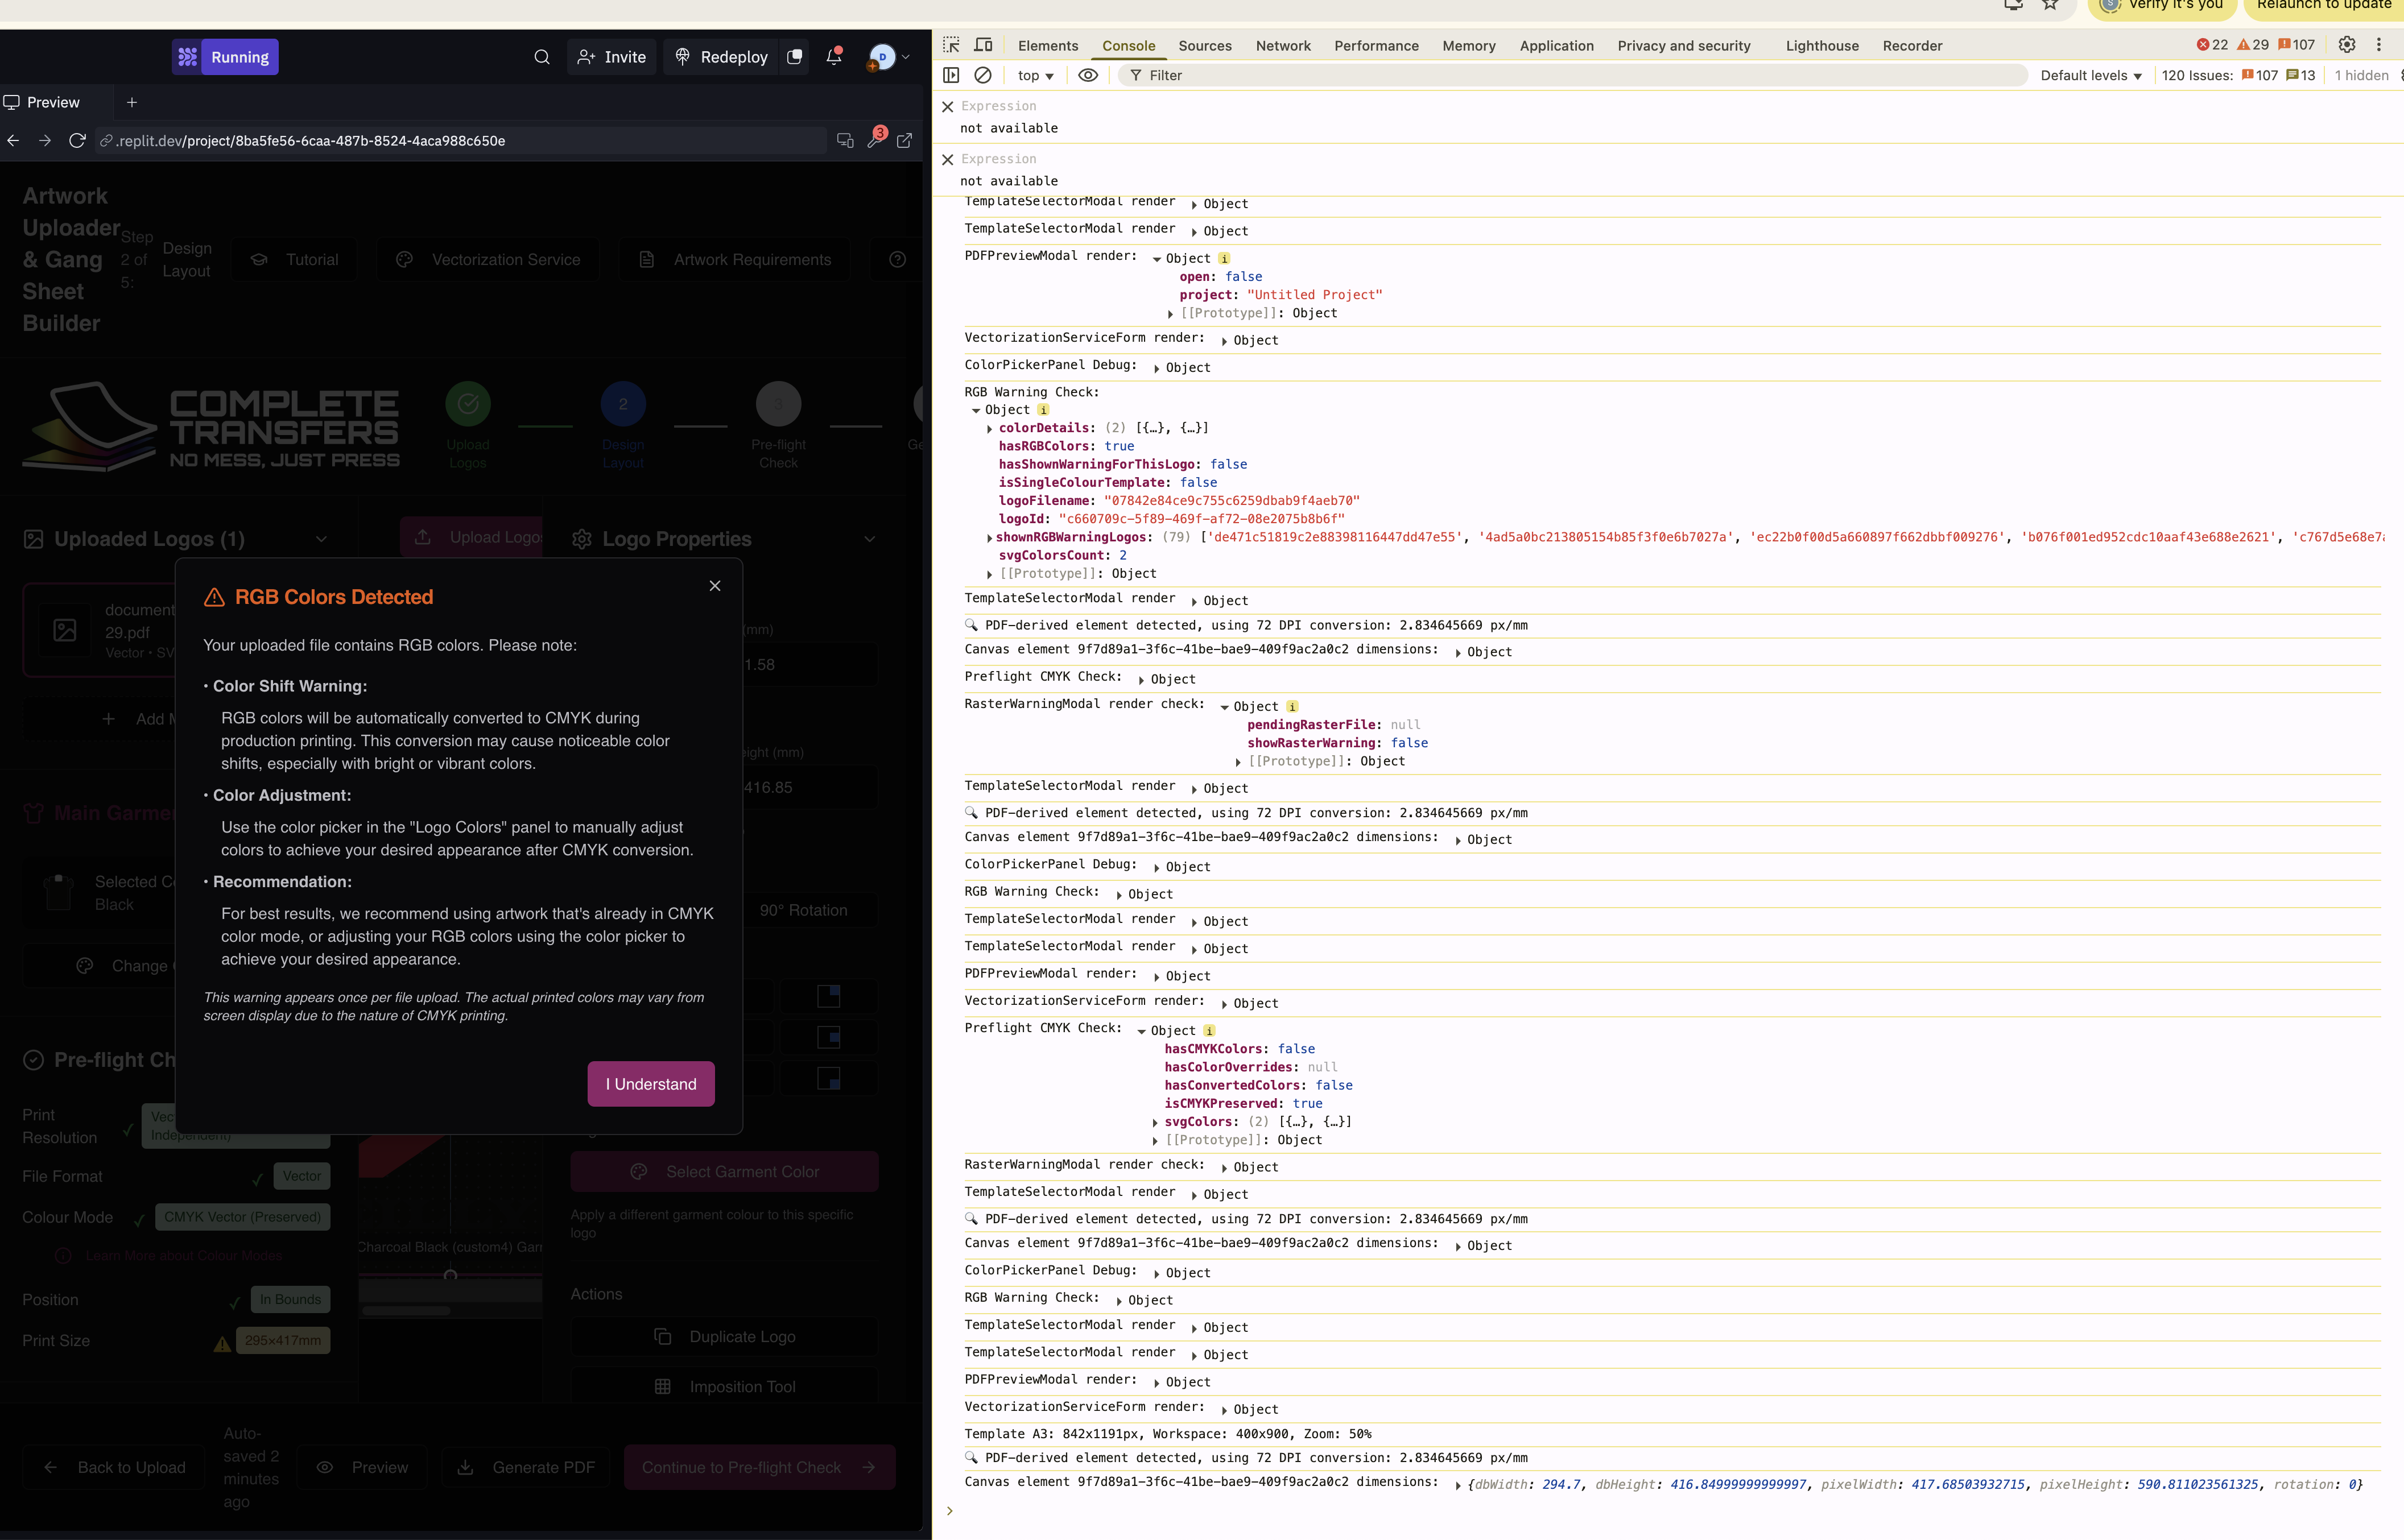 Verify it's you
Relaunch to update
Running
Invite
Redeploy
D
Preview
.replit.dev/project/8ba5fe56-6caa-487b-8524-4aca988c650e
3
Artwork Uploader & Gang Sheet Builder
Step 2 of 5:
Design Layout
Tutorial
Vectorization Service
Artwork Requirements
COMPLETE
TRANSFERS
NO MESS, JUST PRESS
Upload Logos
2
Design Layout
3
Pre-flight Check
Uploaded Logos (1)
Upload Logo
Logo Properties
document
29.pdf
Vector • SV
Add M
Main Garme
Selected Co
Black
Change
(mm)
1.58
eight (mm)
416.85
90° Rotation
RGB Colors Detected
Your uploaded file contains RGB colors. Please note:
• Color Shift Warning:
RGB colors will be automatically converted to CMYK during
production printing. This conversion may cause noticeable color
shifts, especially with bright or vibrant colors.
• Color Adjustment:
Use the color picker in the "Logo Colors" panel to manually adjust
colors to achieve your desired appearance after CMYK conversion.
• Recommendation:
For best results, we recommend using artwork that's already in CMYK
color mode, or adjusting your RGB colors using the color picker to
achieve your desired appearance.
This warning appears once per file upload. The actual printed colors may vary from
screen display due to the nature of CMYK printing.
I Understand
Pre-flight Ch
Print Resolution
Vec
Independent)
File Format
Vector
Colour Mode
CMYK Vector (Preserved)
Learn More about Colour Modes
Position
In Bounds
Print Size
295×417mm
Charcoal Black (custom4) Gar
Select Garment Color
Apply a different garment colour to this specific
logo
Actions
Duplicate Logo
Imposition Tool
Back to Upload
Auto-saved 2 minutes ago
Preview
Generate PDF
Continue to Pre-flight Check
Elements
Console
Sources
Network
Performance
Memory
Application
Privacy and security
Lighthouse
Recorder
22
29
107
top
Filter
Default levels
120 Issues: 107 13
1 hidden
Expression
not available
Expression
not available
TemplateSelectorModal render Object
TemplateSelectorModal render Object
PDFPreviewModal render: Object
open: false
project: "Untitled Project"
[[Prototype]]: Object
VectorizationServiceForm render: Object
ColorPickerPanel Debug: Object
RGB Warning Check:
Object
colorDetails: (2) [{…}, {…}]
hasRGBColors: true
hasShownWarningForThisLogo: false
isSingleColourTemplate: false
logoFilename: "07842e84ce9c755c6259dbab9f4aeb70"
logoId: "c660709c-5f89-469f-af72-08e2075b8b6f"
shownRGBWarningLogos: (79) ['de471c51819c2e88398116447dd47e55', '4ad5a0bc213805154b85f3f0e6b7027a', 'ec22b0f00d5a660897f662dbbf009276', 'b076f001ed952cdc10aaf43e688e2621', 'c767d5e68e7a
svgColorsCount: 2
[[Prototype]]: Object
TemplateSelectorModal render Object
🔍 PDF-derived element detected, using 72 DPI conversion: 2.834645669 px/mm
Canvas element 9f7d89a1-3f6c-41be-bae9-409f9ac2a0c2 dimensions: Object
Preflight CMYK Check: Object
RasterWarningModal render check: Object
pendingRasterFile: null
showRasterWarning: false
[[Prototype]]: Object
TemplateSelectorModal render Object
🔍 PDF-derived element detected, using 72 DPI conversion: 2.834645669 px/mm
Canvas element 9f7d89a1-3f6c-41be-bae9-409f9ac2a0c2 dimensions: Object
ColorPickerPanel Debug: Object
RGB Warning Check: Object
TemplateSelectorModal render Object
TemplateSelectorModal render Object
PDFPreviewModal render: Object
VectorizationServiceForm render: Object
Preflight CMYK Check: Object
hasCMYKColors: false
hasColorOverrides: null
hasConvertedColors: false
isCMYKPreserved: true
svgColors: (2) [{…}, {…}]
[[Prototype]]: Object
RasterWarningModal render check: Object
TemplateSelectorModal render Object
🔍 PDF-derived element detected, using 72 DPI conversion: 2.834645669 px/mm
Canvas element 9f7d89a1-3f6c-41be-bae9-409f9ac2a0c2 dimensions: Object
ColorPickerPanel Debug: Object
RGB Warning Check: Object
TemplateSelectorModal render Object
TemplateSelectorModal render Object
PDFPreviewModal render: Object
VectorizationServiceForm render: Object
Template A3: 842x1191px, Workspace: 400x900, Zoom: 50%
🔍 PDF-derived element detected, using 72 DPI conversion: 2.834645669 px/mm
Canvas element 9f7d89a1-3f6c-41be-bae9-409f9ac2a0c2 dimensions: {dbWidth: 294.7, dbHeight: 416.84999999999997, pixelWidth: 417.68503932715, pixelHeight: 590.811023561325, rotation: 0}